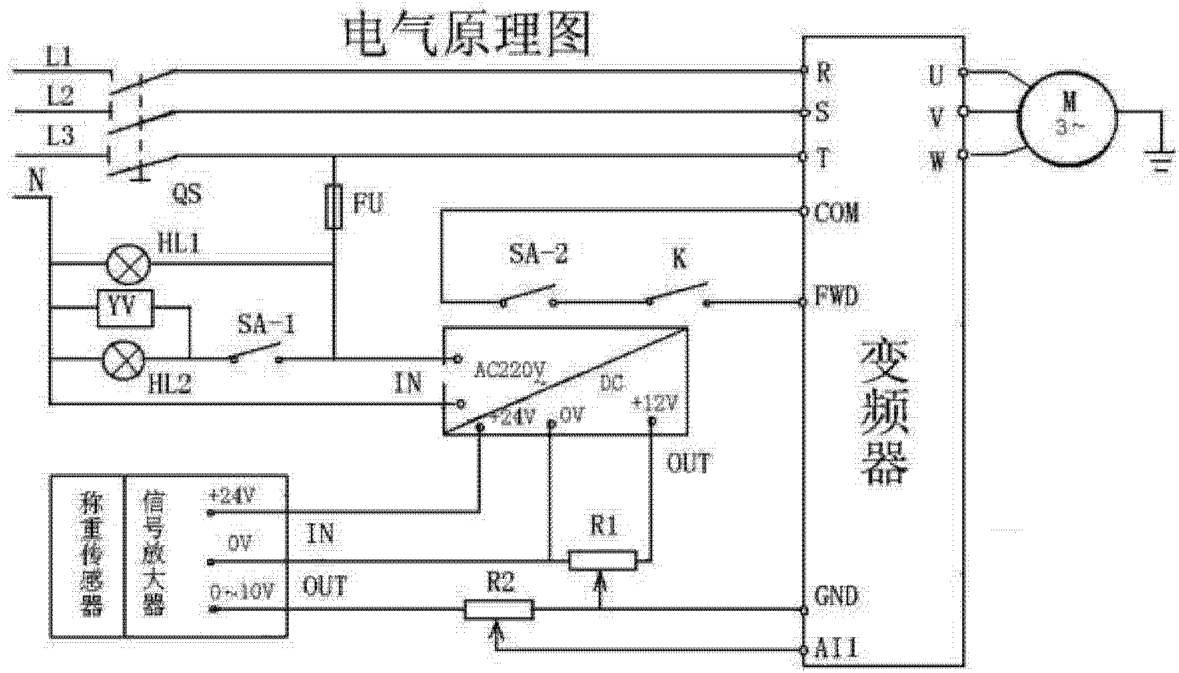 电气原理图
L1
R
U
M
3~
L2
S
V
L3
T
W
N
QS
FU
COM
HL1
SA-2
K
FWD
YV
SA-1
HL2
IN
AC220V~
DC
+24V
0V
+12V
OUT
变频器
称重传感器
信号放大器
+24V
IN
0V
R1
OUT
0~10V
R2
GND
AI1